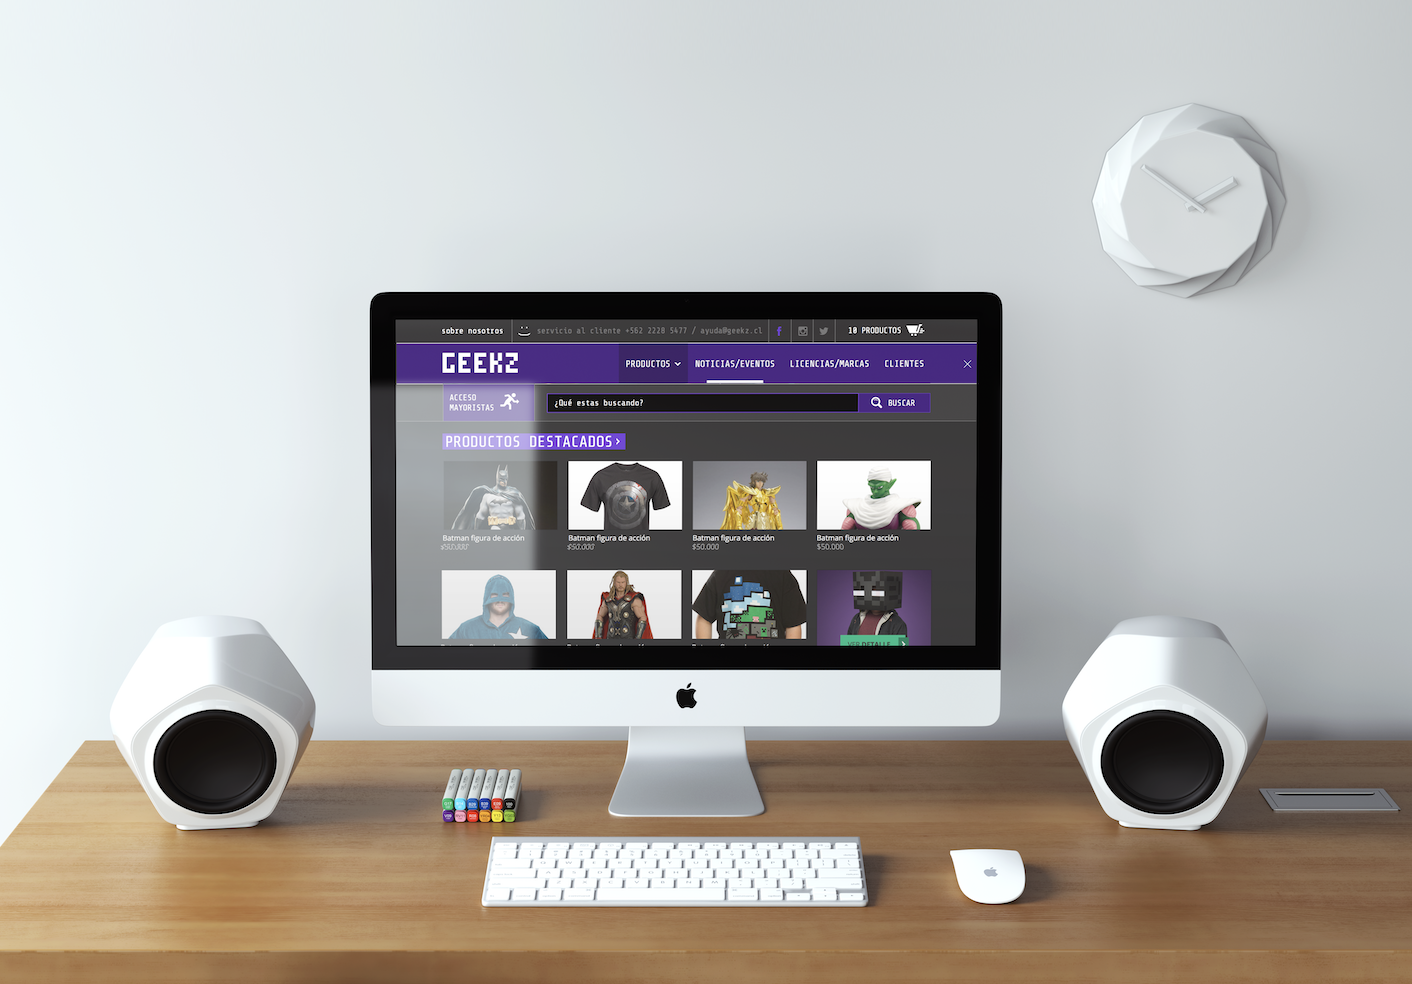 sobre nosotros
servicio al cliente +562 2228 5477 / ayuda@geekz.cl
10 PRODUCTOS
GEEKZ
PRODUCTOS
NOTICIAS/EVENTOS
LICENCIAS/MARCAS
CLIENTES
ACCESO
MAYORISTAS
¿Qué estas buscando?
BUSCAR
PRODUCTOS DESTACADOS
Batman figura de acción
Batman figura de acción
Batman figura de acción
Batman figura de acción
$50.000
$50.000
$50.000
$50.000
VER DETALLE